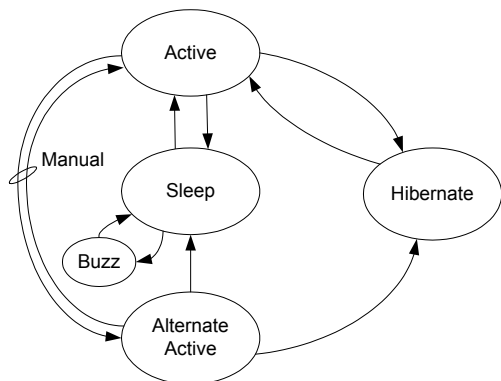 Active
Manual
Sleep
Hibernate
Buzz
Alternate
Active